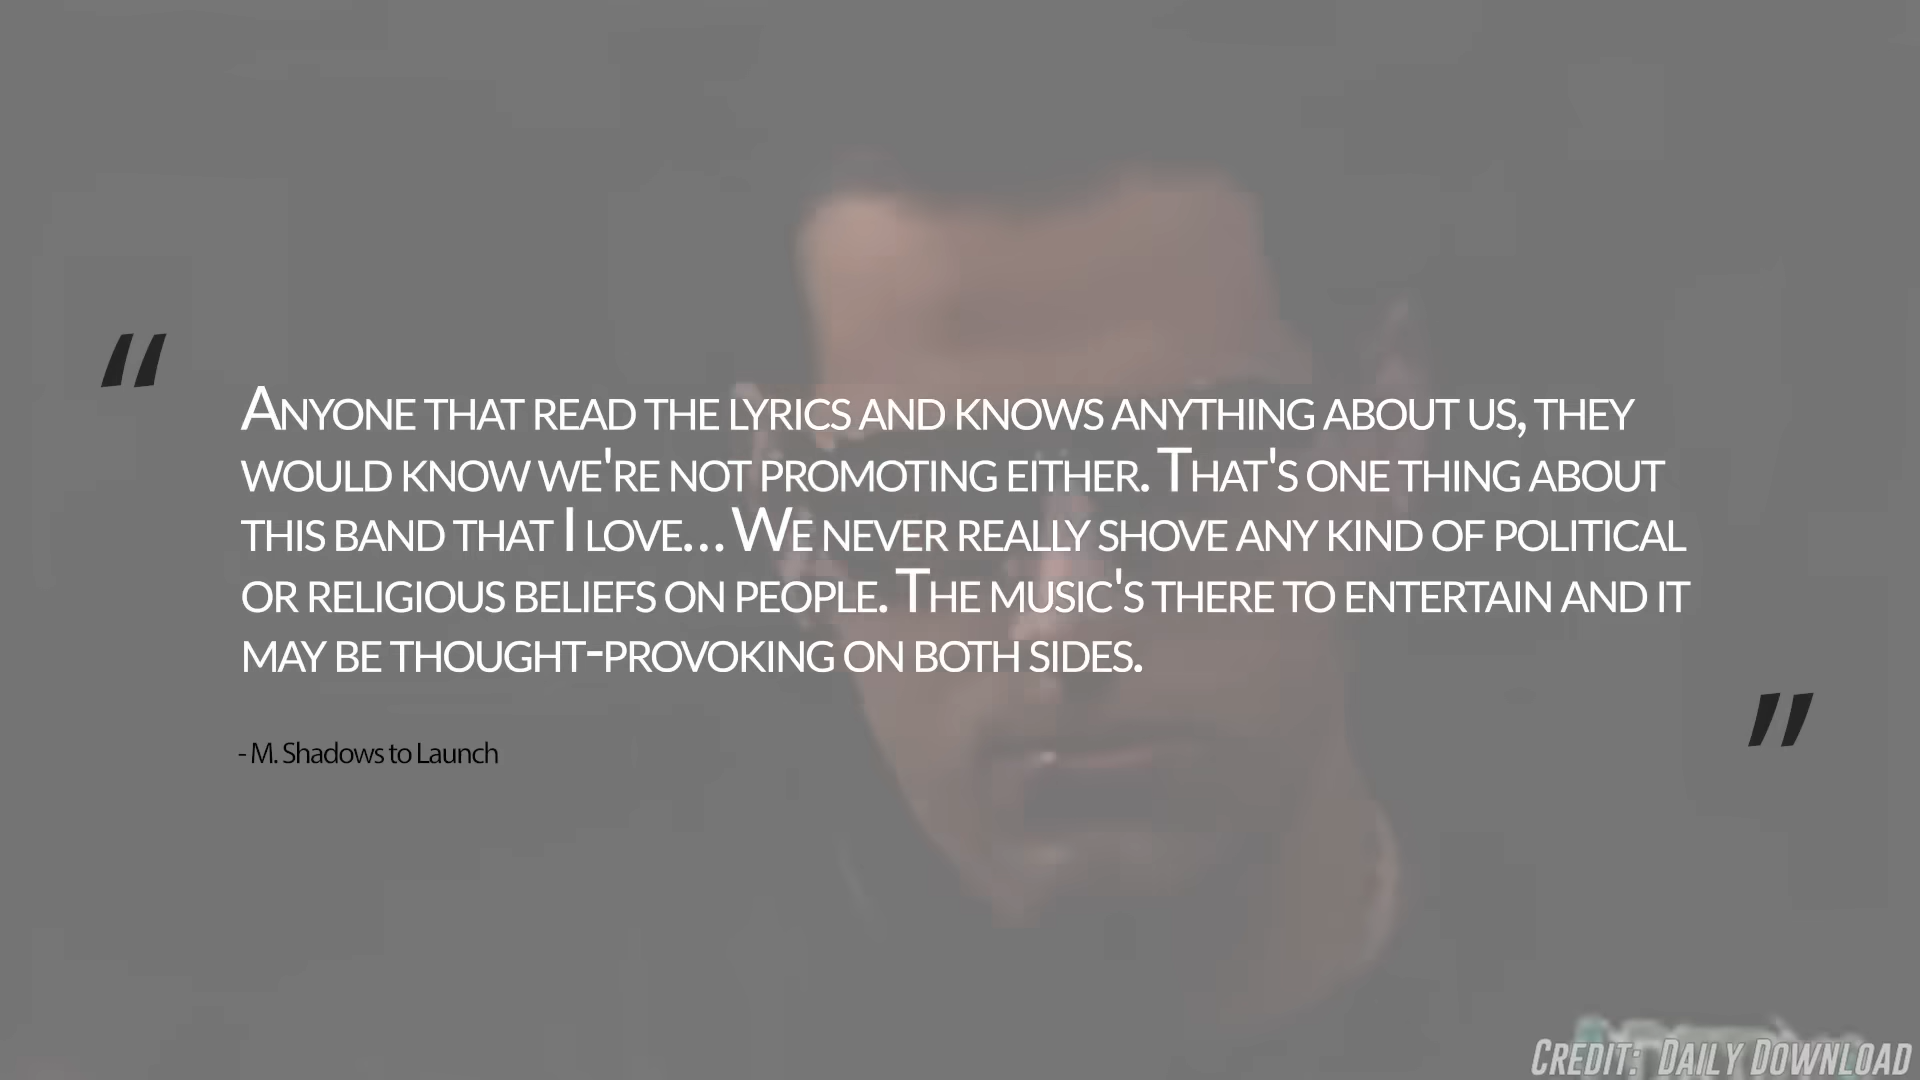 “
Anyone that read the lyrics and knows anything about us, they
would know we're not promoting either. That's one thing about
this band that I love... We never really shove any kind of political
or religious beliefs on people. The music's there to entertain and it
may be thought-provoking on both sides.
”
- M. Shadows to Launch
Credit: Daily Download